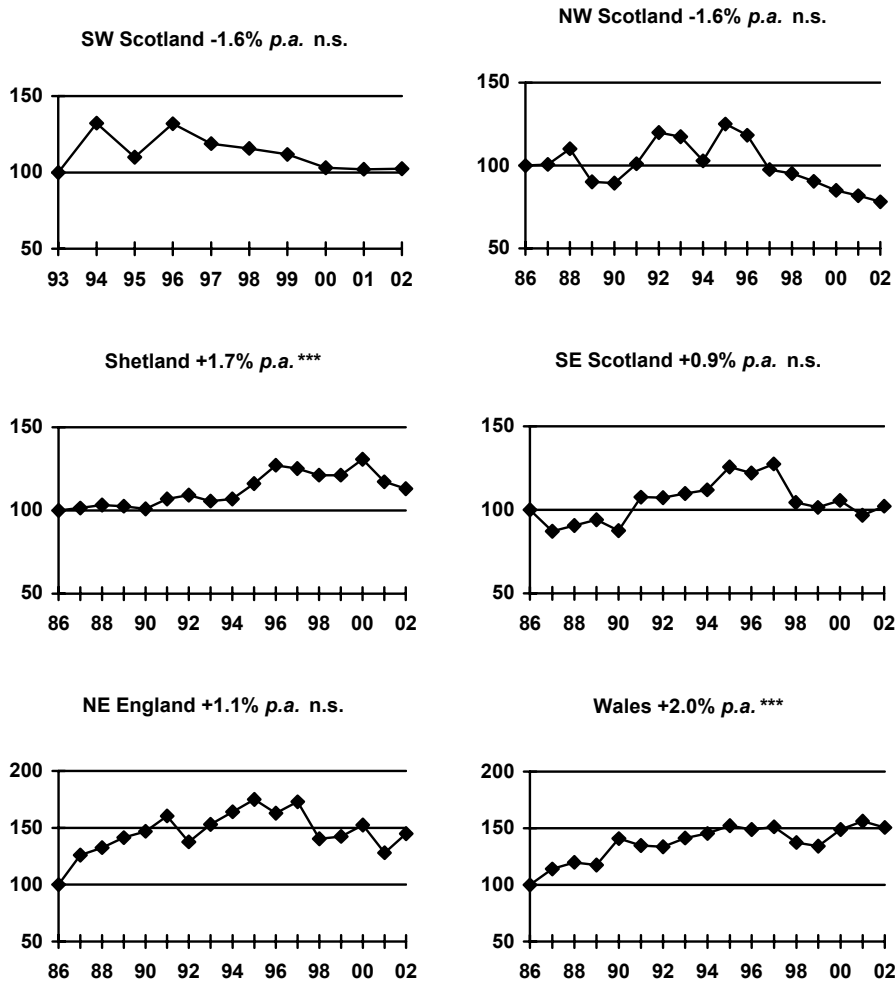 SW Scotland -1.6% p.a. n.s.
150
100
50
93 94 95 96 97 98 99 00 01 02
NW Scotland -1.6% p.a. n.s.
150
100
50
86 88 90 92 94 96 98 00 02
Shetland +1.7% p.a. ***
150
100
50
86 88 90 92 94 96 98 00 02
SE Scotland +0.9% p.a. n.s.
150
100
50
86 88 90 92 94 96 98 00 02
NE England +1.1% p.a. n.s.
200
150
100
50
86 88 90 92 94 96 98 00 02
Wales +2.0% p.a. ***
200
150
100
50
86 88 90 92 94 96 98 00 02